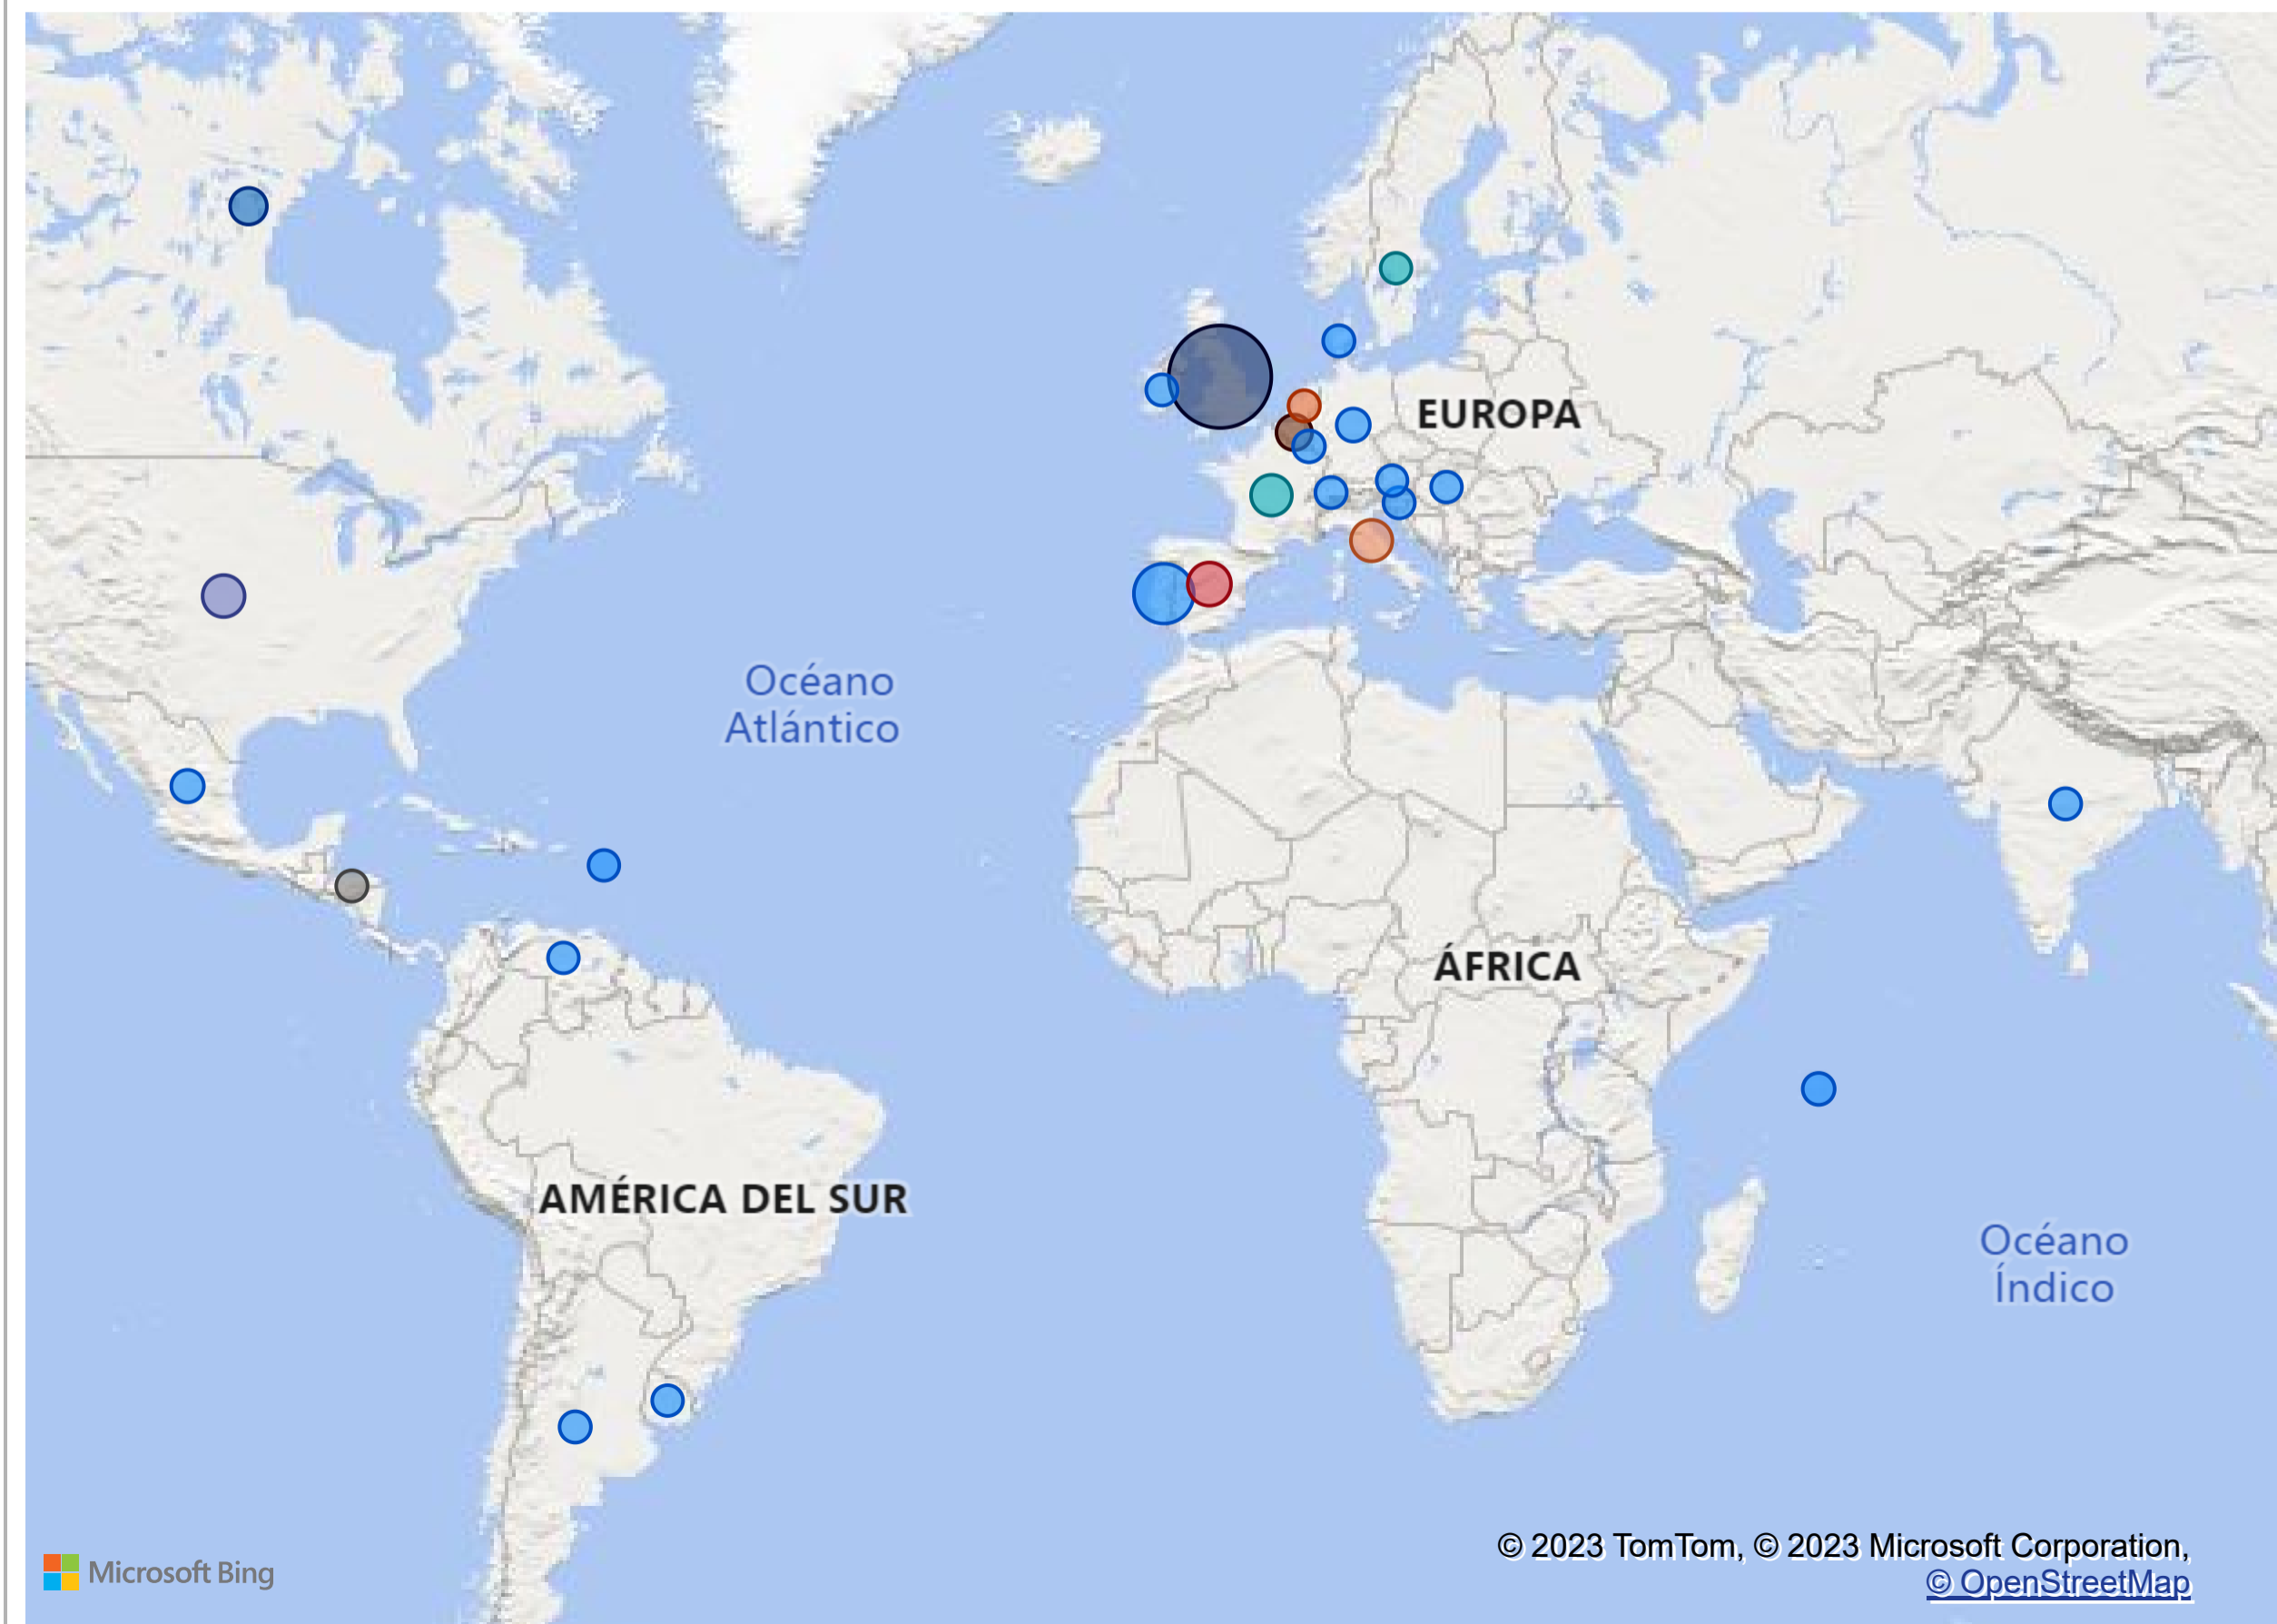 EUROPA
Océano
Atlántico
ÁFRICA
AMÉRICA DEL SUR
Océano
Índico
Microsoft Bing
© 2023 TomTom, © 2023 Microsoft Corporation,
© OpenStreetMap